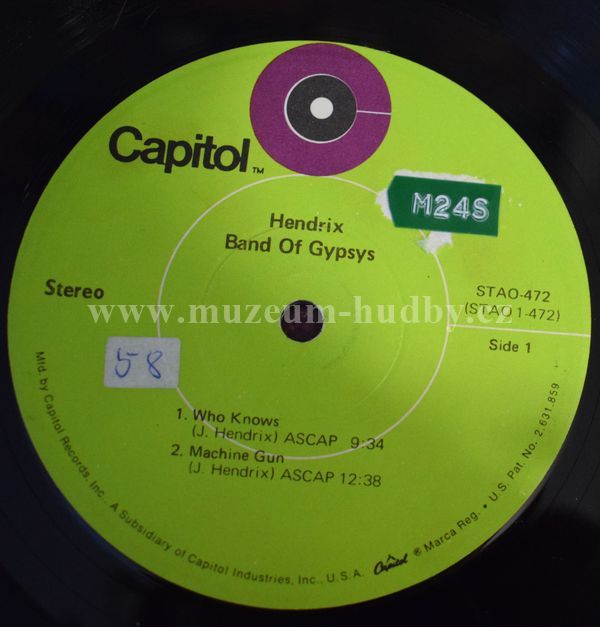 Capitol™
M24S
Hendrix
Band Of Gypsys
Stereo
STAO-472
(STAO 1-472)
www.muzeum-hudby.cz
Side 1
58
1. Who Knows
(J. Hendrix) ASCAP 9:34
2. Machine Gun
(J. Hendrix) ASCAP 12:38
Mfd. by Capitol Records, Inc. A Subsidiary of Capitol Industries, Inc., U.S.A. Capitol ® Marca Reg. • U.S. Pat. No. 2,631,859